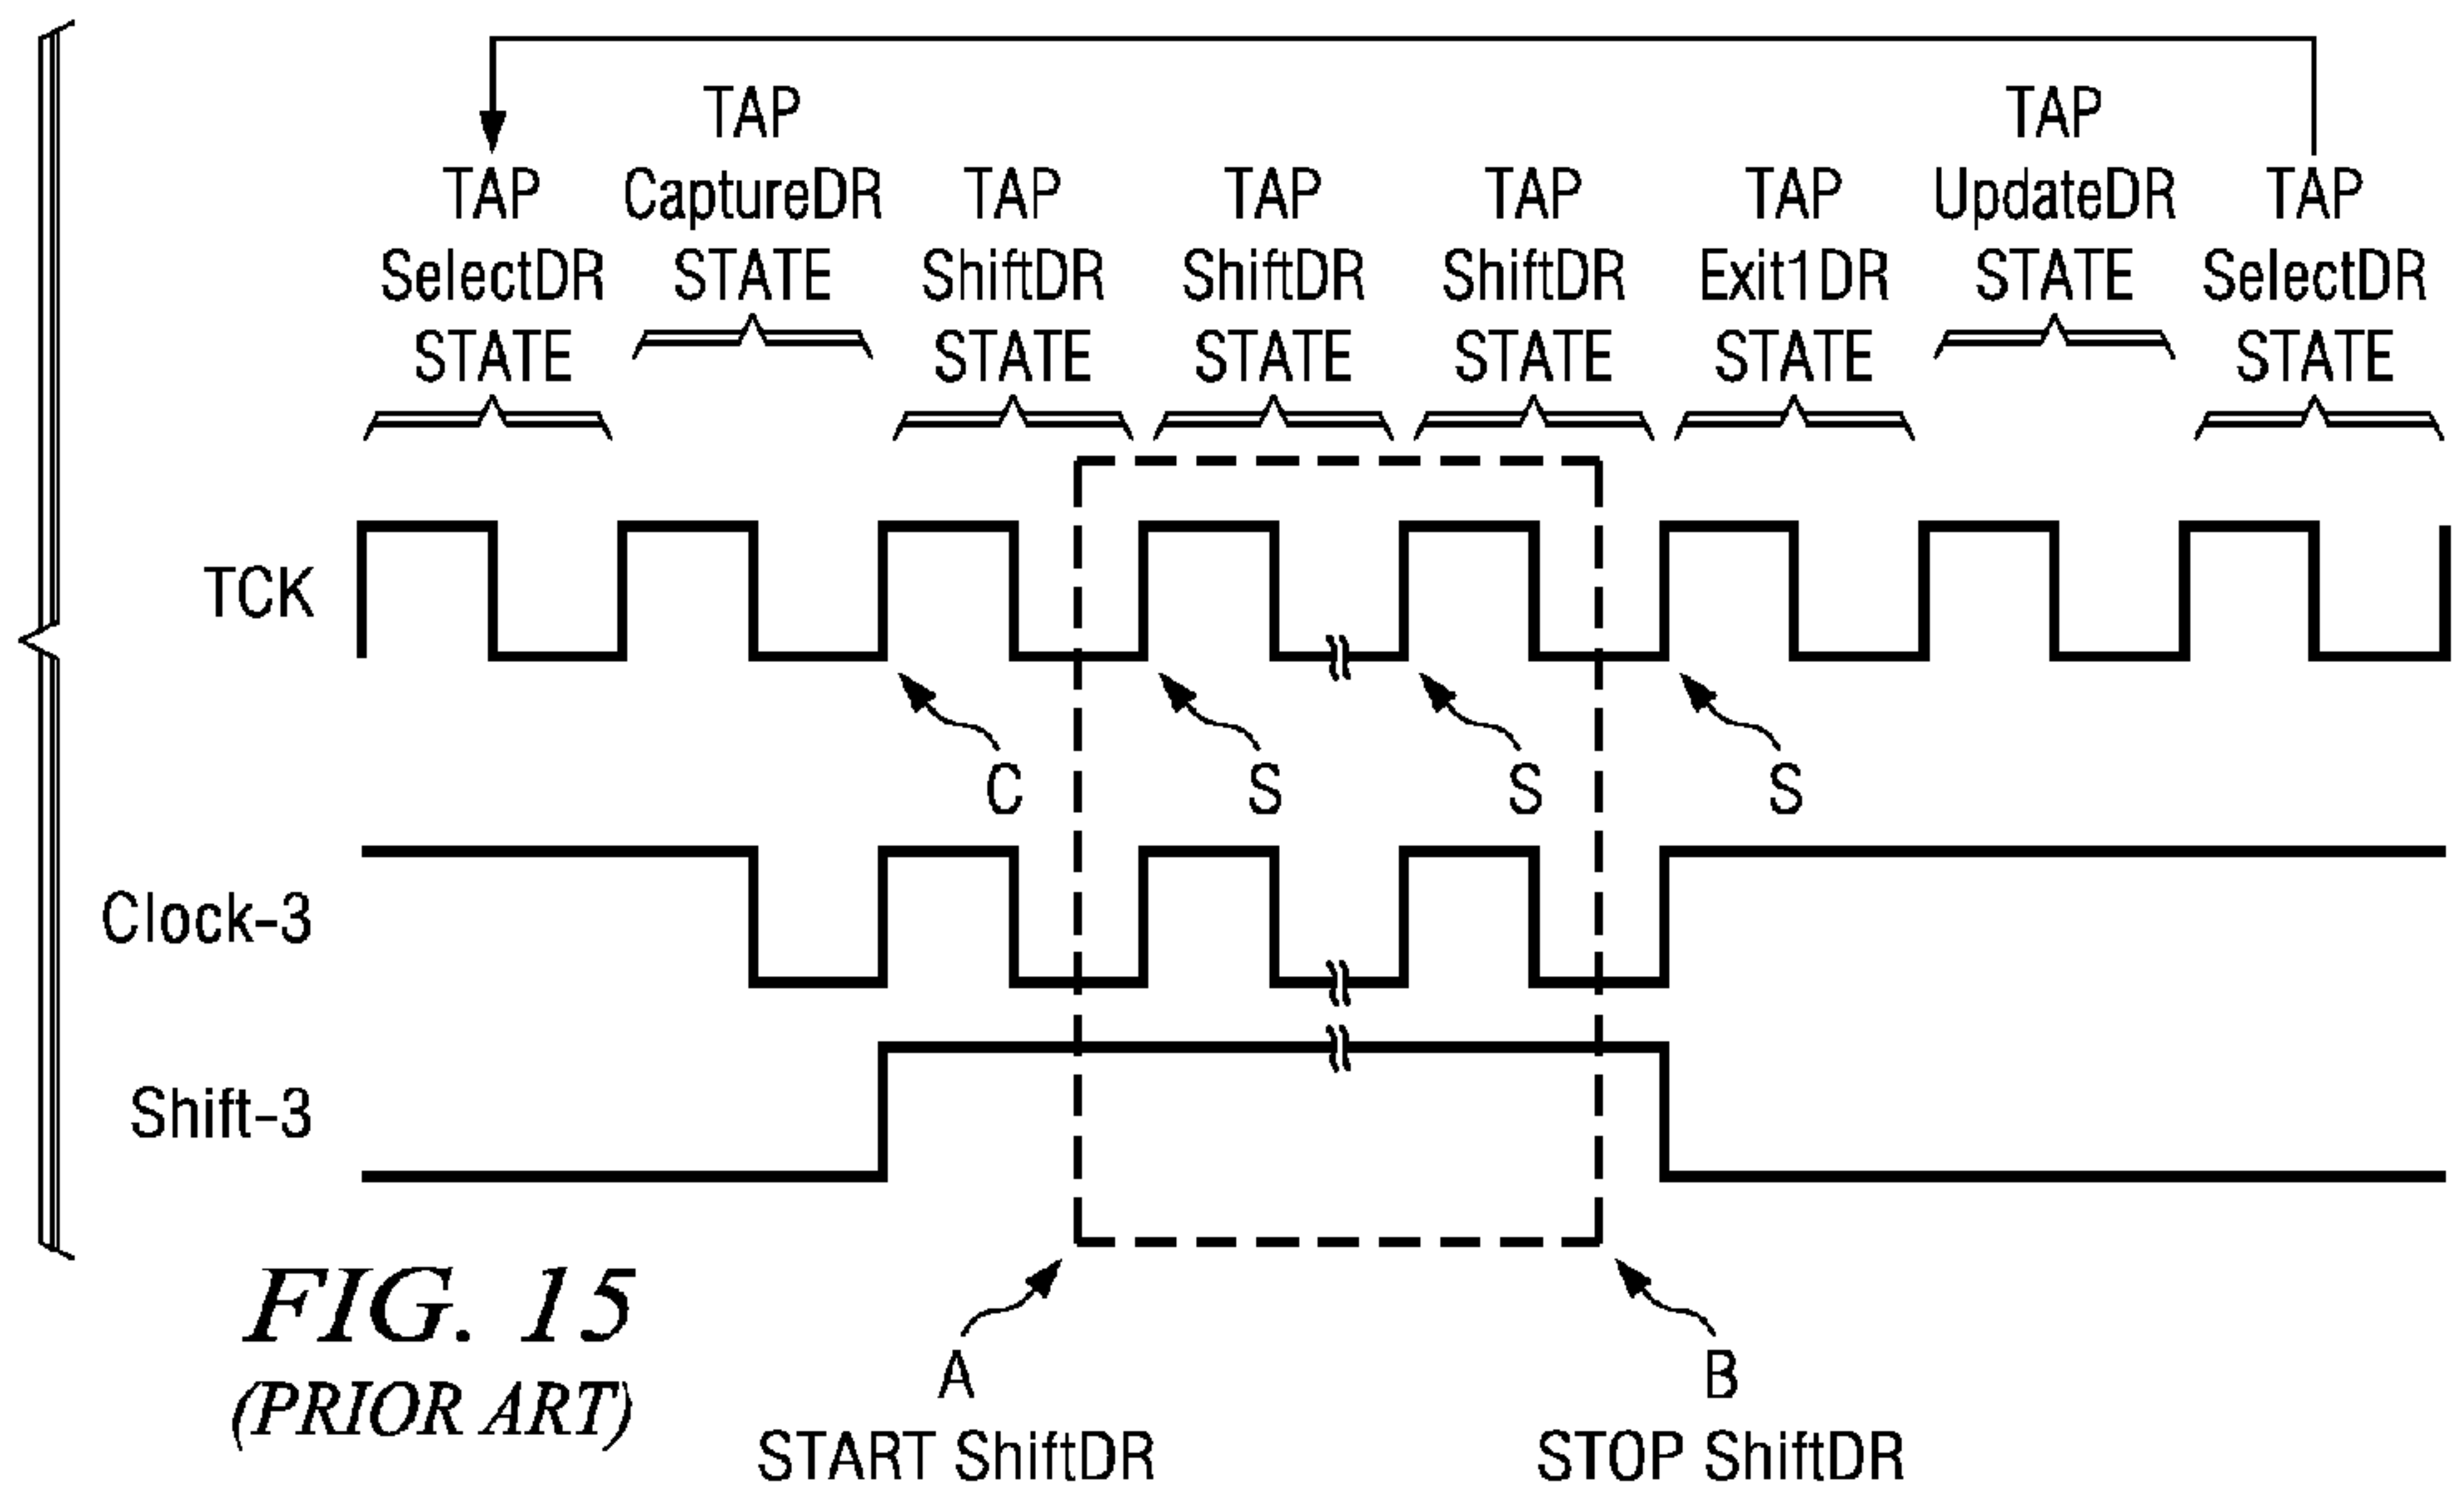 TAP
SelectDR
STATE
TAP
CaptureDR
STATE
TAP
ShiftDR
STATE
TAP
ShiftDR
STATE
TAP
ShiftDR
STATE
TAP
Exit1DR
STATE
TAP
UpdateDR
STATE
TAP
SelectDR
STATE
TCK
C
S
S
S
Clock-3
Shift-3
FIG. 15
(PRIOR ART)
A
START ShiftDR
B
STOP ShiftDR